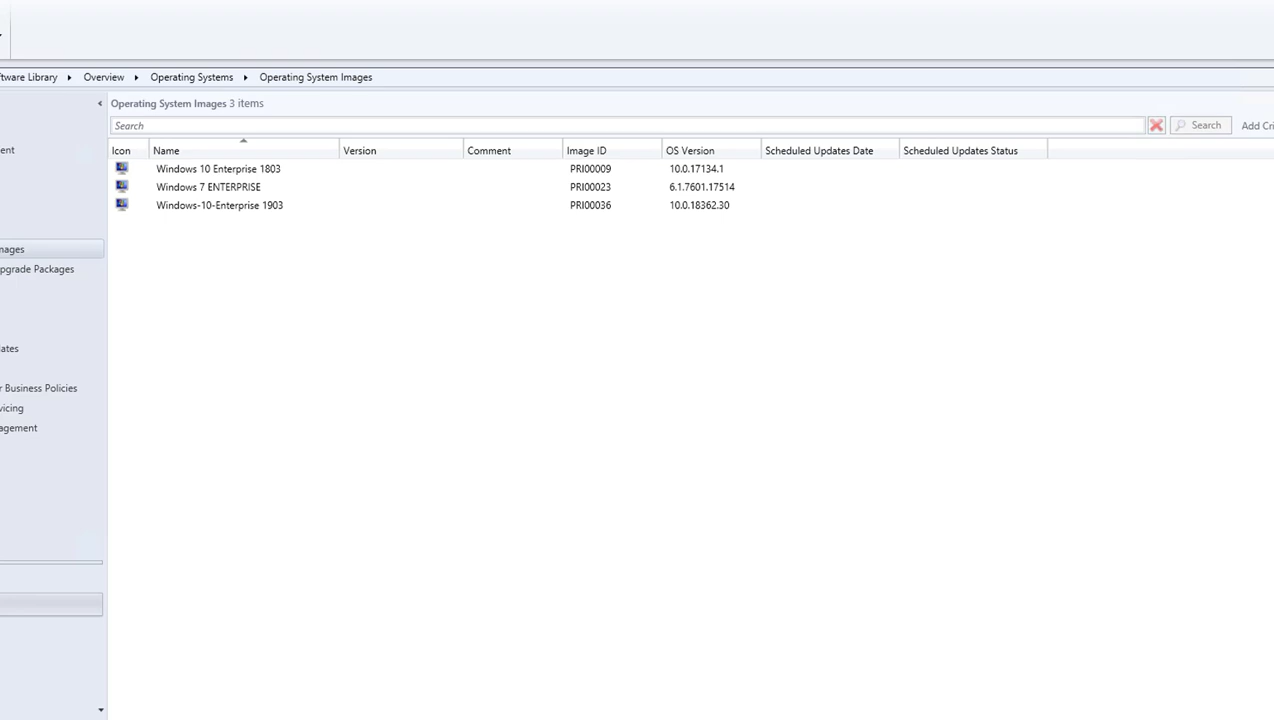 tware Library ▸ Overview ▸ Operating Systems ▸ Operating System Images
Operating System Images 3 items
Search Search Add Cri
Icon Name Version Comment Image ID OS Version Scheduled Updates Date Scheduled Updates Status
Windows 10 Enterprise 1803 PRI00009 10.0.17134.1
Windows 7 ENTERPRISE PRI00023 6.1.7601.17514
Windows-10-Enterprise 1903 PRI00036 10.0.18362.30
ent
mages
pgrade Packages
ates
r Business Policies
vicing
agement